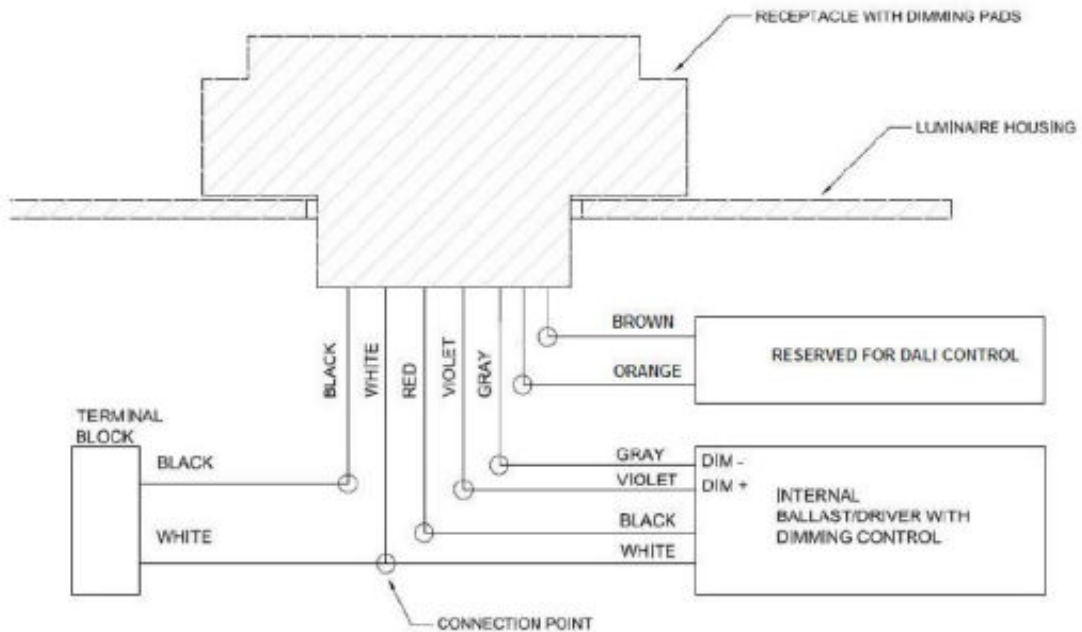 RECEPTACLE WITH DIMMING PADS
LUMINAIRE HOUSING
BLACK
WHITE
RED
VIOLET
GRAY
BROWN
ORANGE
RESERVED FOR DALI CONTROL
TERMINAL
BLOCK
BLACK
WHITE
GRAY
VIOLET
BLACK
WHITE
DIM -
DIM +
INTERNAL
BALLAST/DRIVER WITH
DIMMING CONTROL
CONNECTION POINT